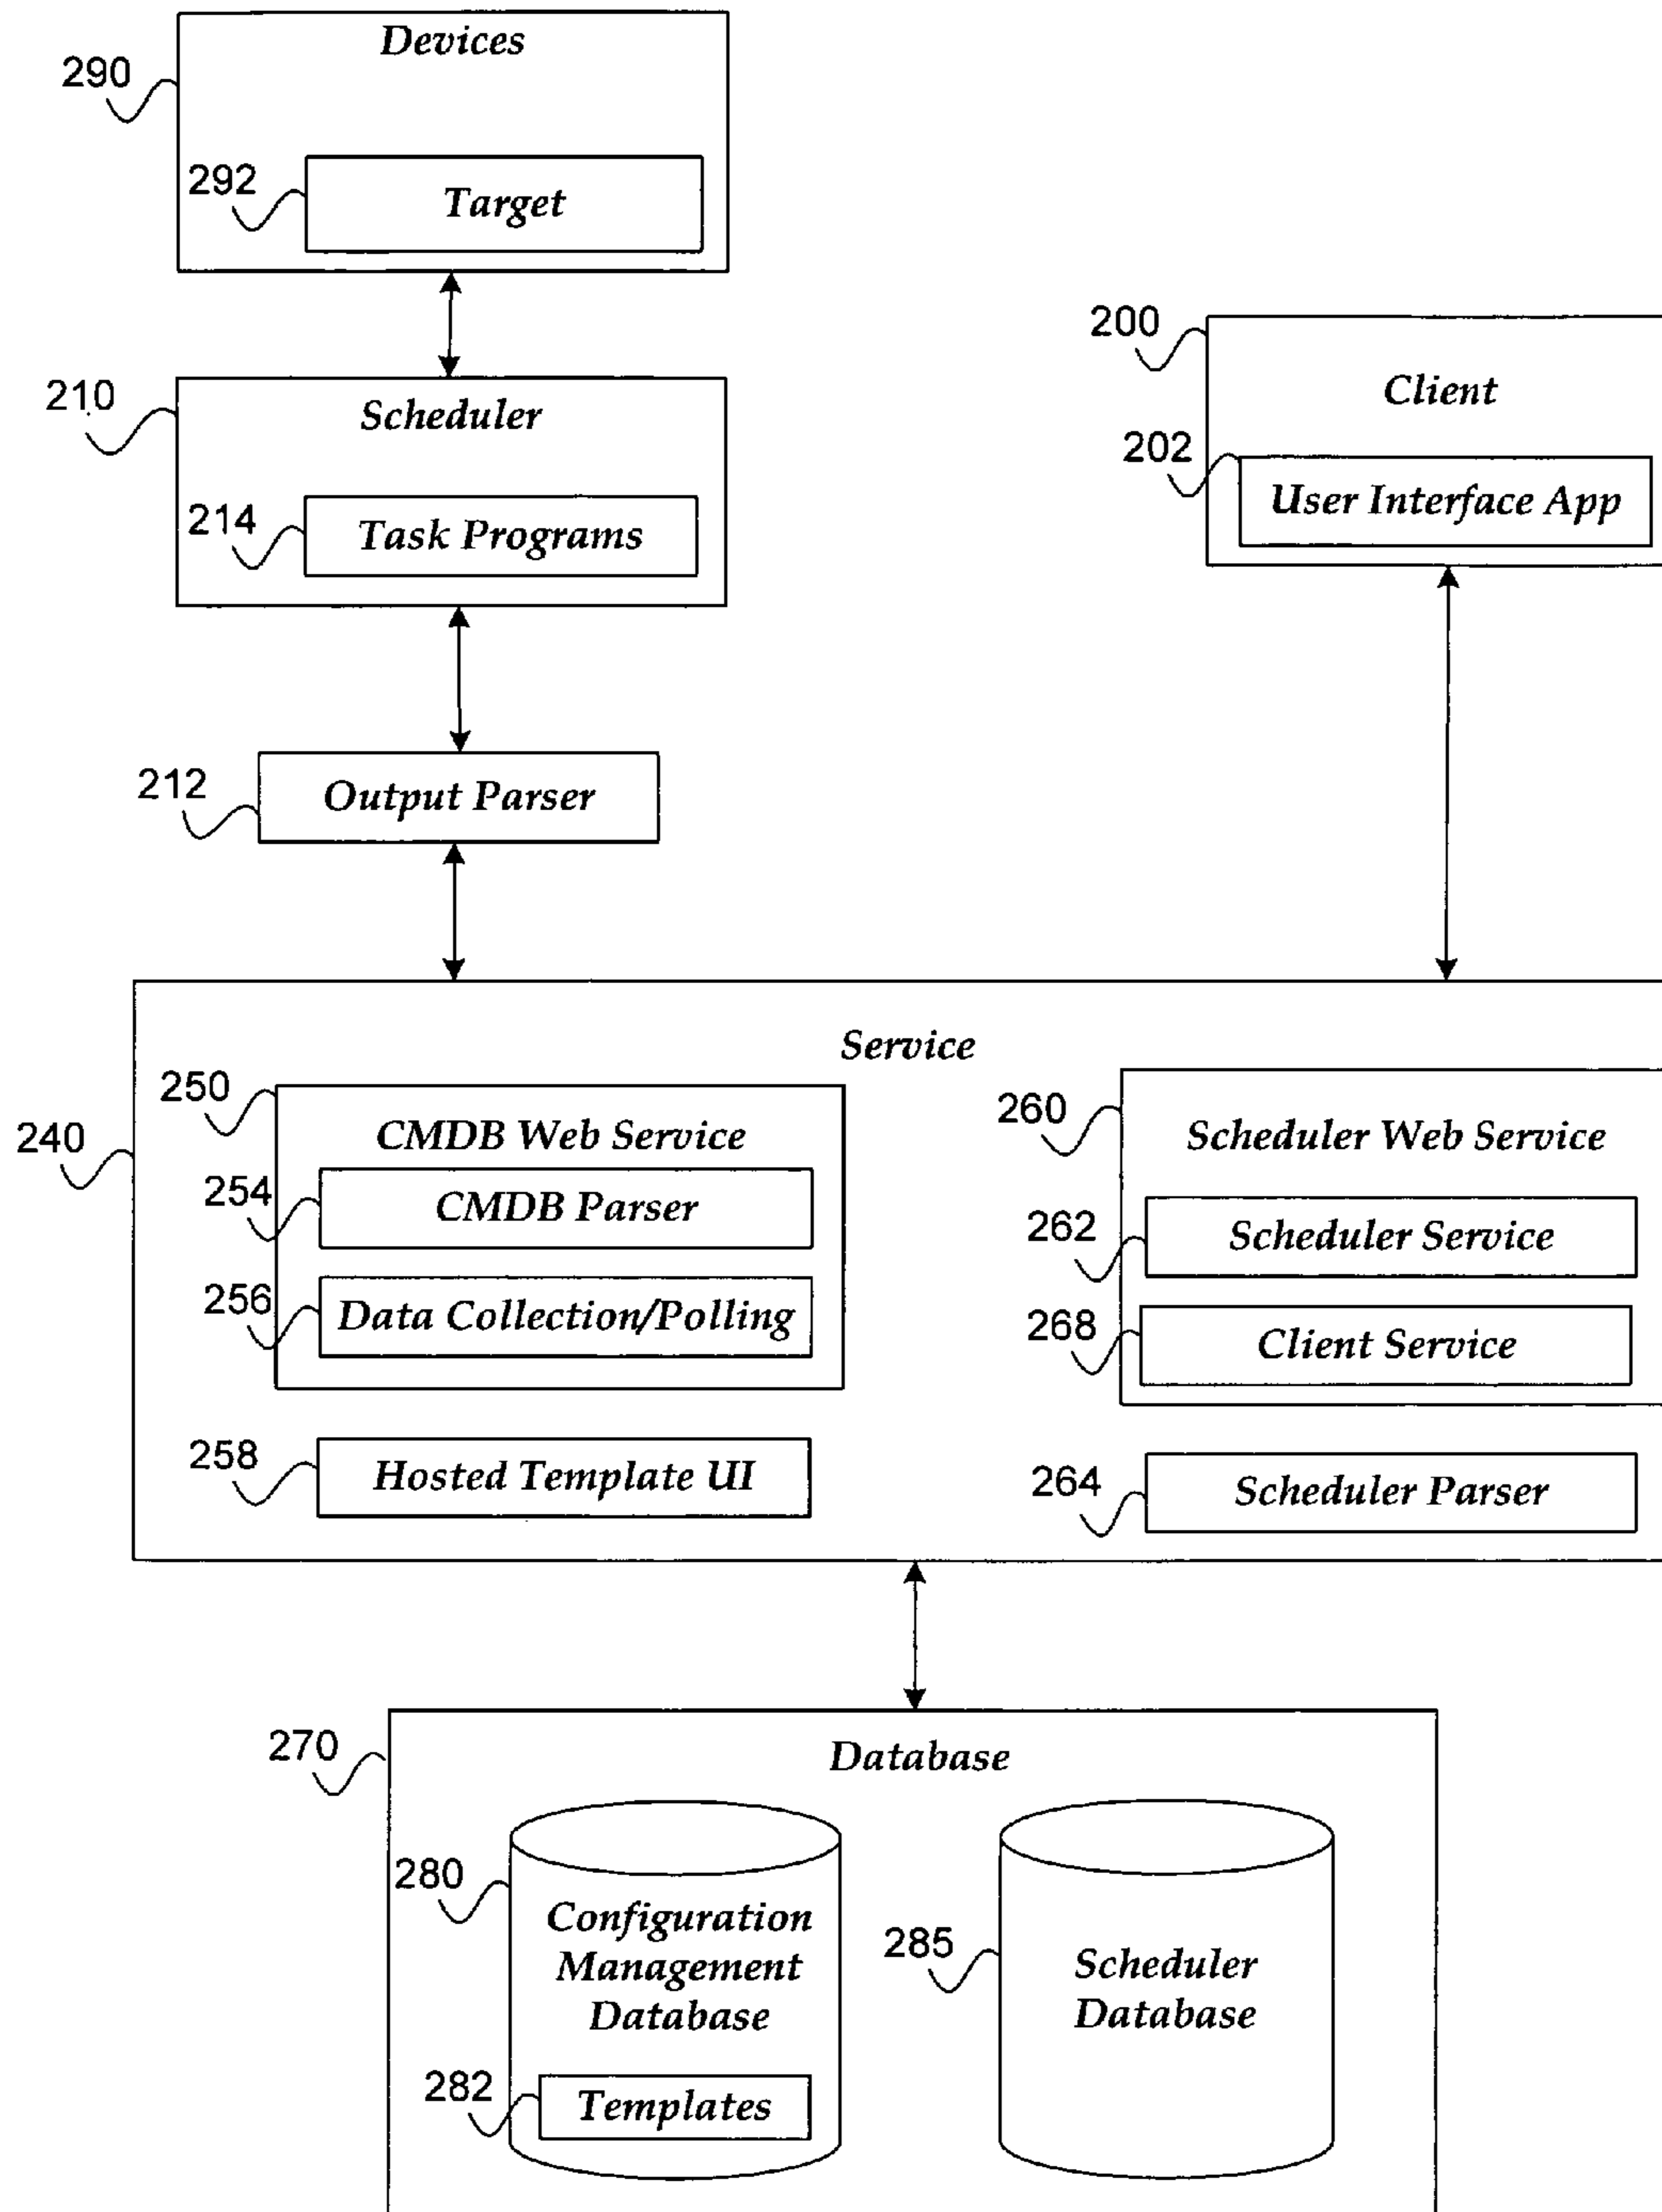 Devices
290
292
Target
200
Client
210
Scheduler
202
User Interface App
214
Task Programs
212
Output Parser
Service
250
240
CMDB Web Service
260
Scheduler Web Service
254
CMDB Parser
262
Scheduler Service
256
Data Collection/Polling
268
Client Service
258
Hosted Template UI
264
Scheduler Parser
270
Database
280
Configuration
Management
Database
285
Scheduler
Database
282
Templates